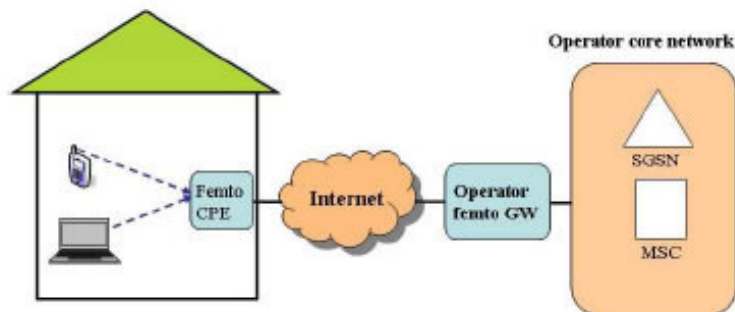 Operator core network
SGSN
Femto
CPE
Internet
Operator
femto GW
MSC